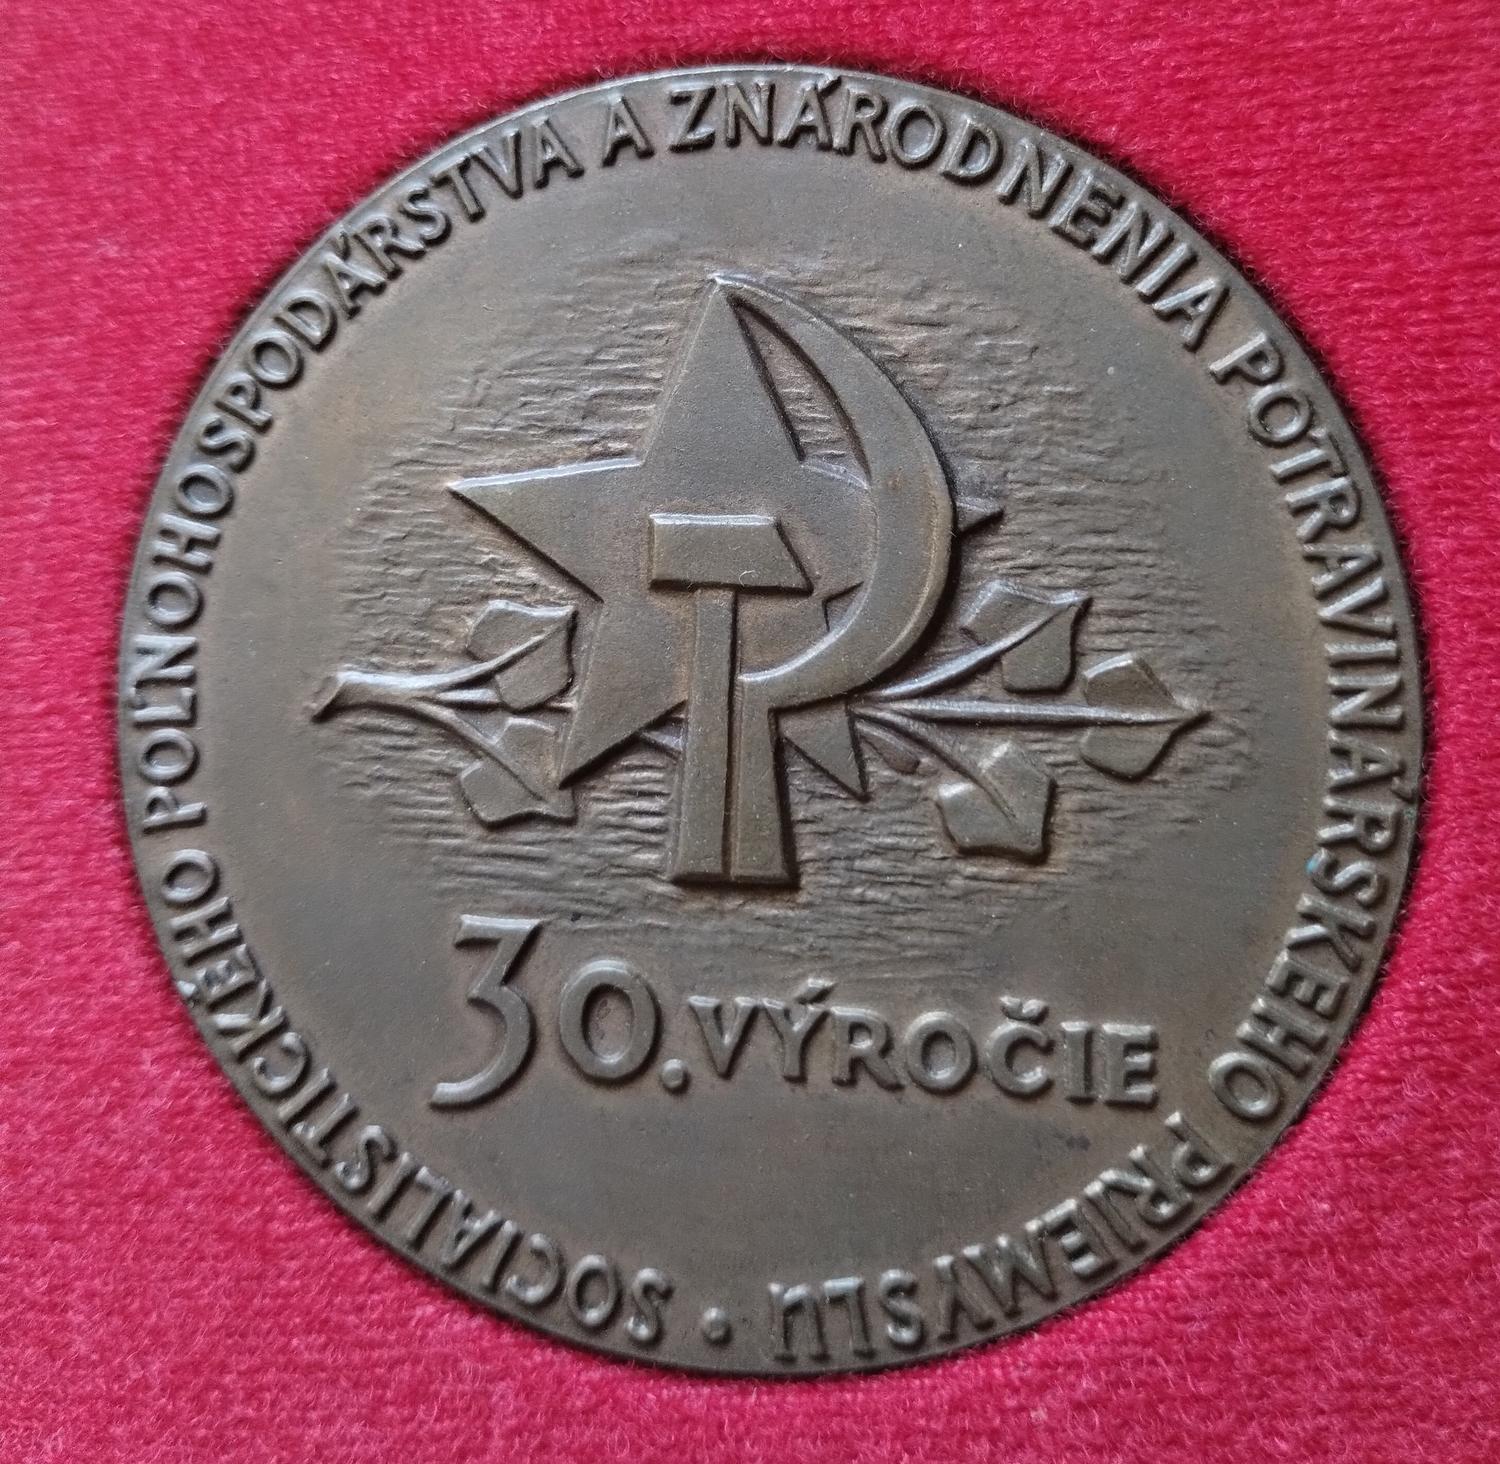 SOCIALISTICKÉHO POĽNOHOSPODÁRSTVA A ZNÁRODNENIA POTRAVINÁRSKEHO PRIEMYSLU •
30. VÝROČIE